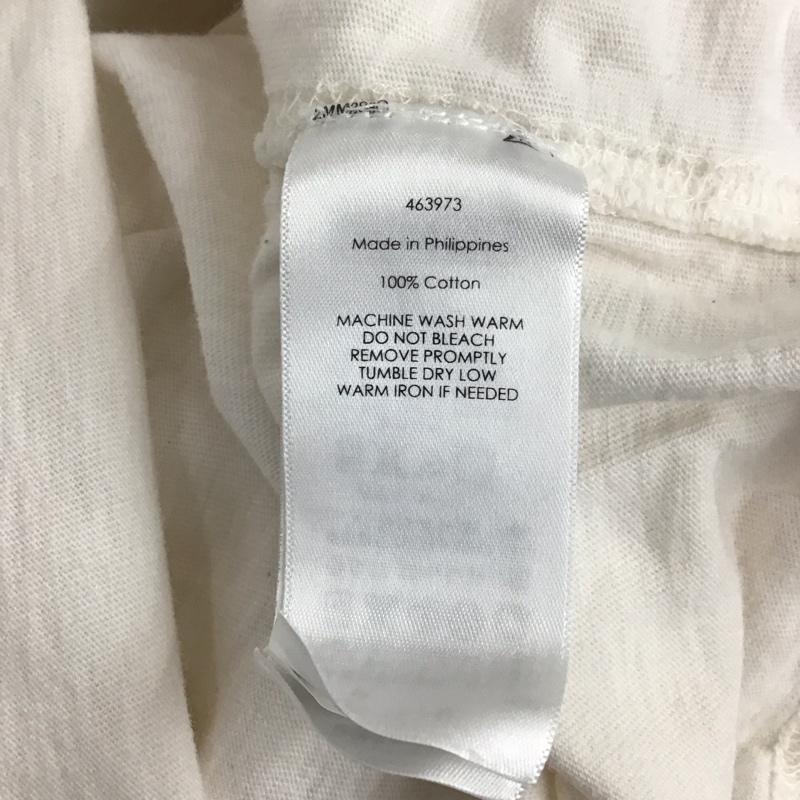 463973
Made in Philippines
100% Cotton
MACHINE WASH WARM
DO NOT BLEACH
REMOVE PROMPTLY
TUMBLE DRY LOW
WARM IRON IF NEEDED